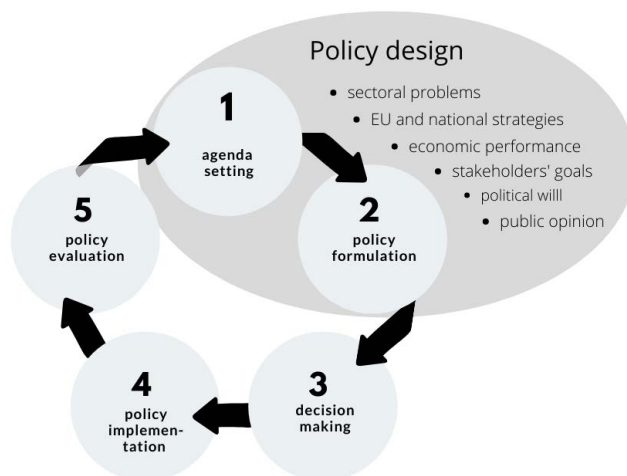 Policy design
• sectoral problems
• EU and national strategies
• economic performance
• stakeholders' goals
• political willl
• public opinion
1
agenda
setting
2
policy
formulation
3
decision
making
4
policy
implemen-
tation
5
policy
evaluation